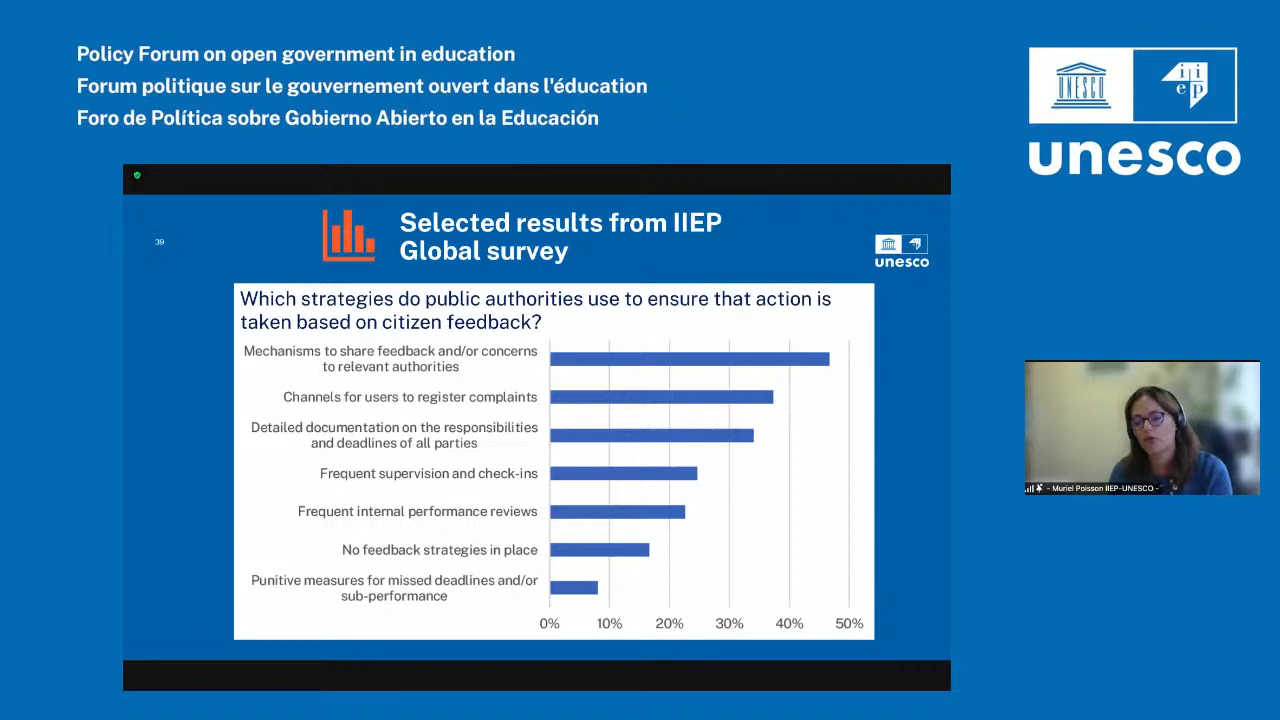 Policy Forum on open government in education
Forum politique sur le gouvernement ouvert dans l'éducation
Foro de Política sobre Gobierno Abierto en la Educación
UNESCO
i i
e p
unesco
39
Selected results from IIEP
Global survey
unesco
Which strategies do public authorities use to ensure that action is
taken based on citizen feedback?
Mechanisms to share feedback and/or concerns
to relevant authorities
Channels for users to register complaints
Detailed documentation on the responsibilities
and deadlines of all parties
Frequent supervision and check-ins
Frequent internal performance reviews
No feedback strategies in place
Punitive measures for missed deadlines and/or
sub-performance
0% 10% 20% 30% 40% 50%
- Muriel Poisson IIEP-UNESCO -